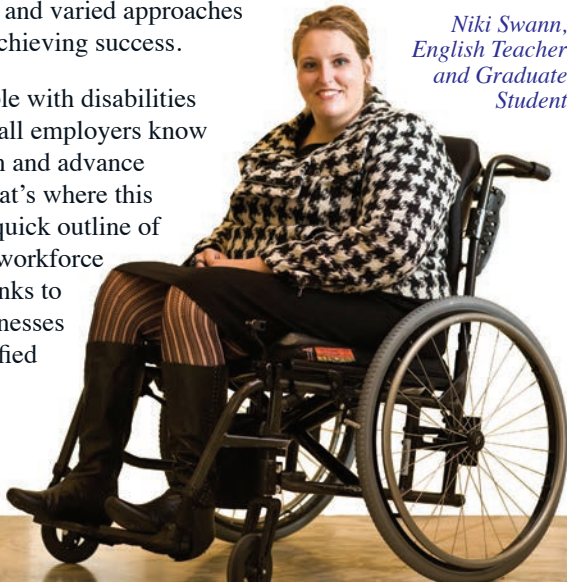 and varied approaches
chieving success.
ple with disabilities
all employers know
n and advance
at's where this
quick outline of
workforce
nks to
nesses
fied
Niki Swann,
English Teacher
and Graduate
Student